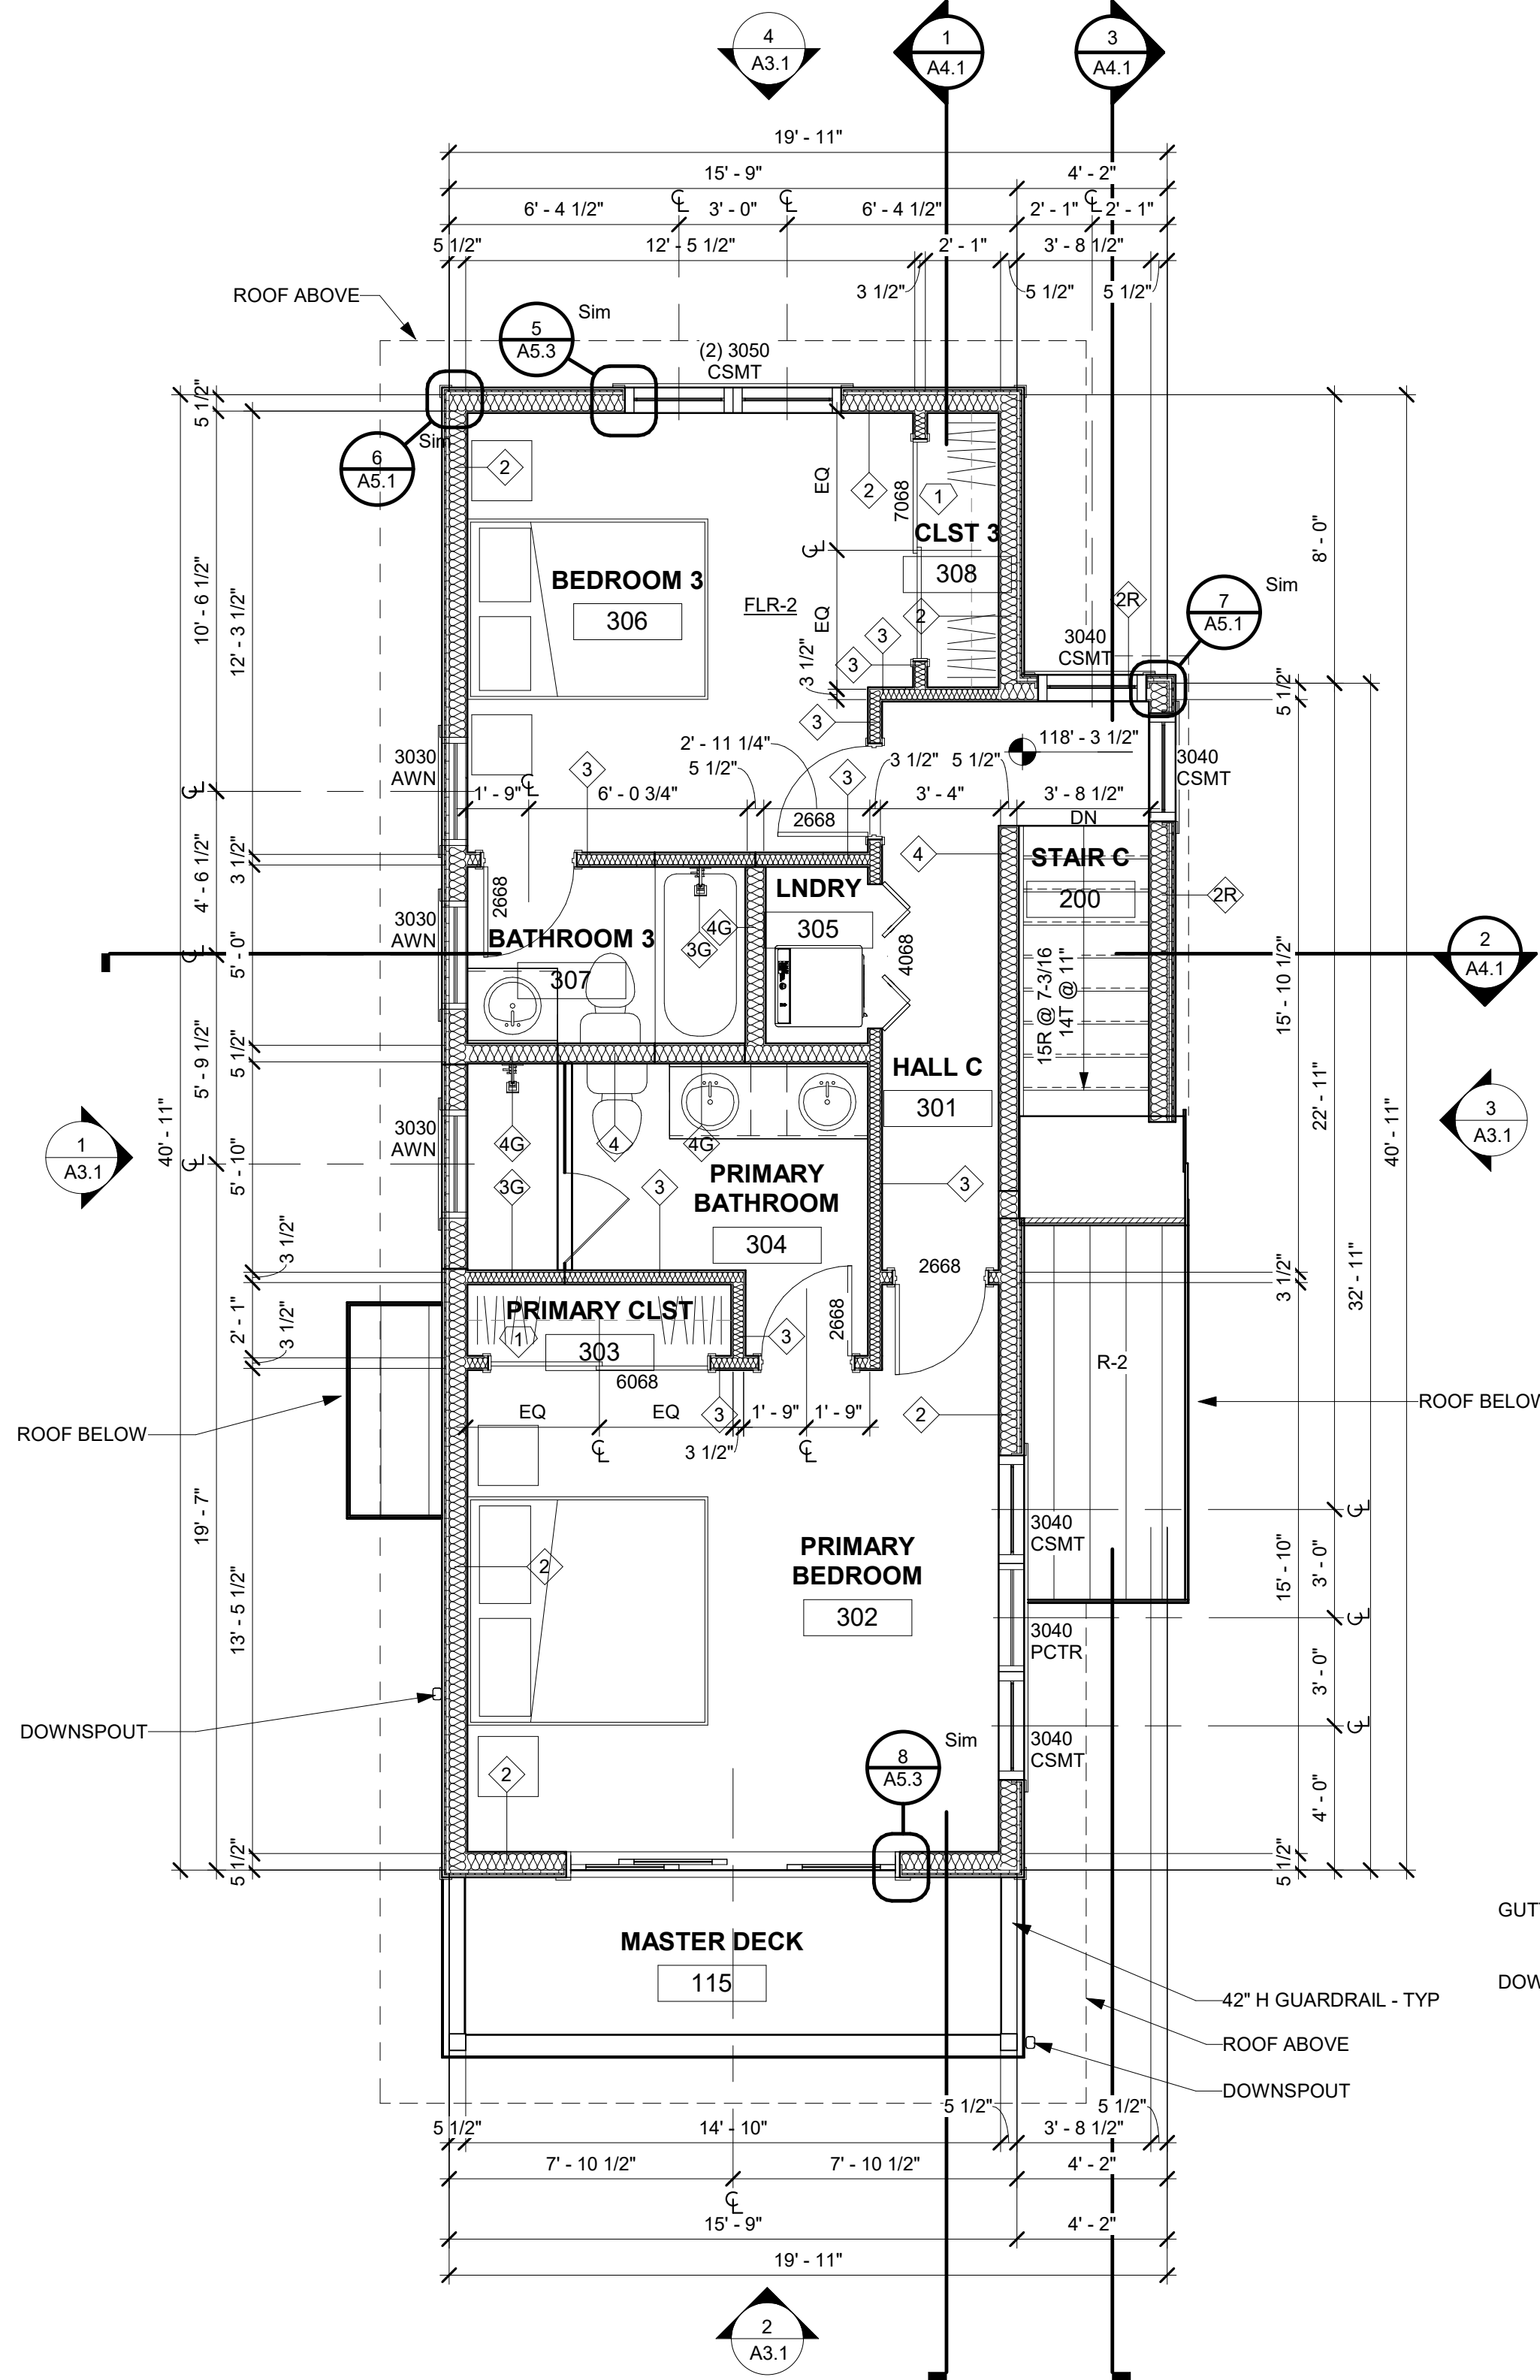 4
A3.1
1
A4.1
3
A4.1
19' - 11"
15' - 9"
4' - 2"
6' - 4 1/2"
3' - 0"
6' - 4 1/2"
2' - 1"
2' - 1"
5 1/2"
12' - 5 1/2"
2' - 1"
3' - 8 1/2"
3 1/2"
5 1/2"
5 1/2"
ROOF ABOVE
5
A5.3
Sim
(2) 3050
CSMT
6
A5.1
Sim
5 1/2"
2
EQ
2
7068
1
CLST 3
308
8' - 0"
BEDROOM 3
306
FLR-2
10' - 6 1/2"
12' - 3 1/2"
EQ
2
3
3
3 1/2"
2R
7
A5.1
Sim
3040
CSMT
5 1/2"
3
118' - 3 1/2"
3030
AWN
3
2' - 11 1/4"
5 1/2"
3
3 1/2"
5 1/2"
3040
CSMT
1' - 9"
6' - 0 3/4"
3' - 4"
3' - 8 1/2"
2668
DN
4
STAIR C
200
2R
4' - 6 1/2"
3 1/2"
2668
LNDRY
305
3030
AWN
BATHROOM 3
307
4G
3G
4068
5' - 0"
2
A4.1
15R @ 7-3/16
14T @ 11"
15' - 10 1/2"
5' - 9 1/2"
5 1/2"
HALL C
301
22' - 11"
40' - 11"
1
A3.1
3030
AWN
4G
4
4G
3G
3
PRIMARY
BATHROOM
304
3
40' - 11"
3
A3.1
5' - 10"
3 1/2"
2668
3 1/2"
32' - 11"
2' - 1"
3 1/2"
PRIMARY CLST
1
303
6068
3
2668
R-2
ROOF BELOW
EQ
EQ
3
1' - 9"
1' - 9"
2
3 1/2"
ROOF BELOW
19' - 7"
13' - 5 1/2"
2
PRIMARY
BEDROOM
302
3040
CSMT
15' - 10"
3' - 0"
3040
PCTR
3' - 0"
DOWNSPOUT
3040
CSMT
2
8
A5.3
Sim
4' - 0"
5 1/2"
5 1/2"
MASTER DECK
115
GUT
DOW
42" H GUARDRAIL - TYP
ROOF ABOVE
DOWNSPOUT
5 1/2"
14' - 10"
5 1/2"
3' - 8 1/2"
5 1/2"
7' - 10 1/2"
7' - 10 1/2"
4' - 2"
15' - 9"
4' - 2"
19' - 11"
2
A3.1